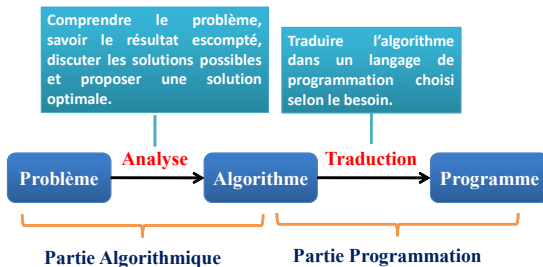 Comprendre le problème,
savoir le résultat escompté,
discuter les solutions possibles
et proposer une solution
optimale.
Traduire l'algorithme
dans un langage de
programmation choisi
selon le besoin.
Analyse
Traduction
Problème
Algorithme
Programme
Partie Algorithmique
Partie Programmation